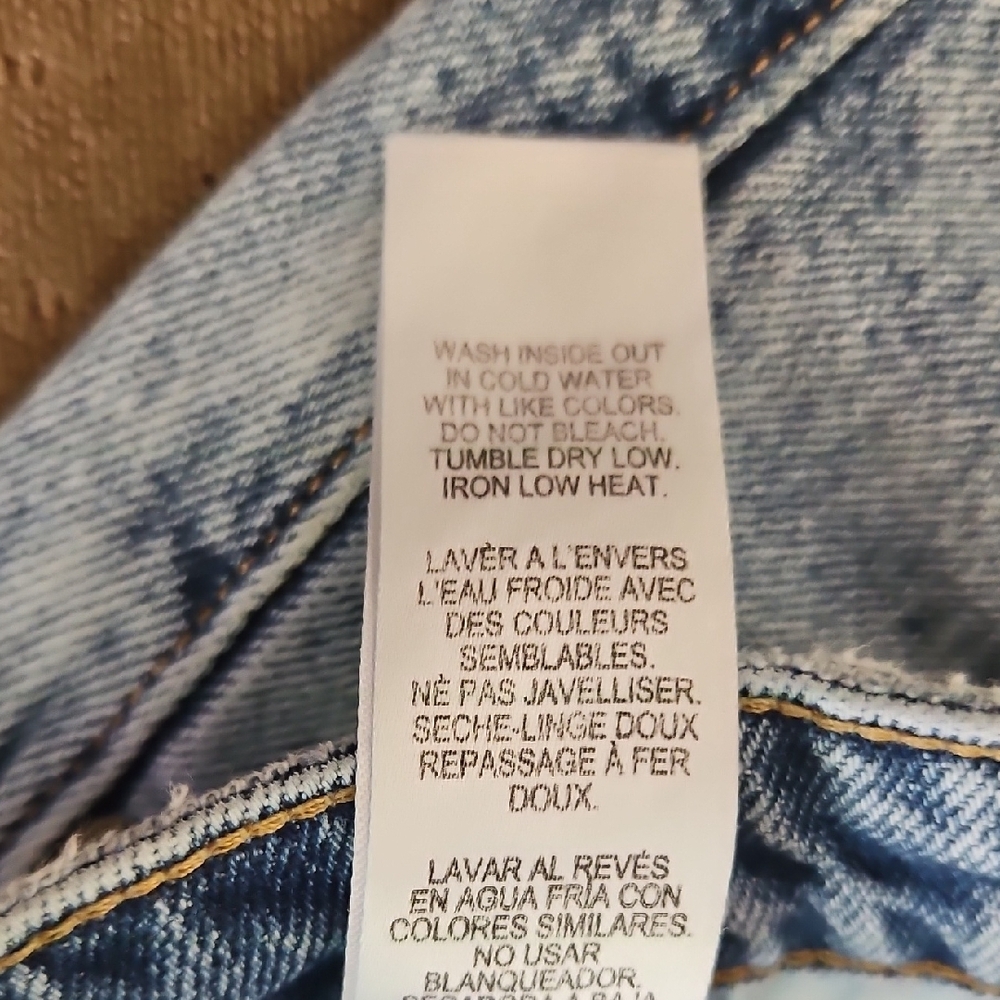 WASH INSIDE OUT
IN COLD WATER
WITH LIKE COLORS.
DO NOT BLEACH.
TUMBLE DRY LOW.
IRON LOW HEAT.
LAVÈR A L'ENVERS
L'EAU FROIDE AVEC
DES COULEURS
SEMBLABLES.
NÈ PAS JAVELLISER.
SECHE-LINGE DOUX
REPASSAGE À FER
DOUX.
LAVAR AL REVÉS
EN AGUA FRÍA CON
COLORES SIMILARES.
NO USAR
BLANQUEADOR.